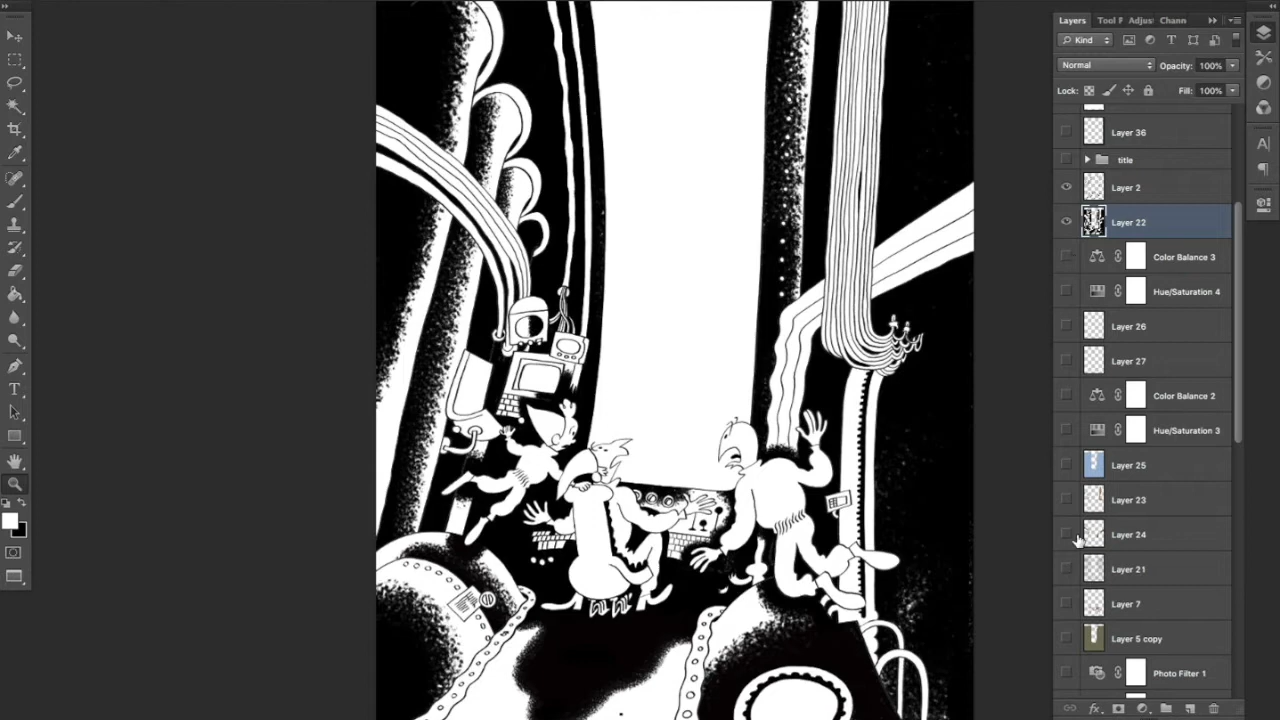 Layers Tool P Adjus Chann
Kind
Normal Opacity: 100%
Lock: Fill: 100%
Layer 36
title
Layer 2
Layer 22
Color Balance 3
Hue/Saturation 4
Layer 26
Layer 27
Color Balance 2
Hue/Saturation 3
Layer 25
Layer 23
Layer 24
Layer 21
Layer 7
Layer 5 copy
Photo Filter 1